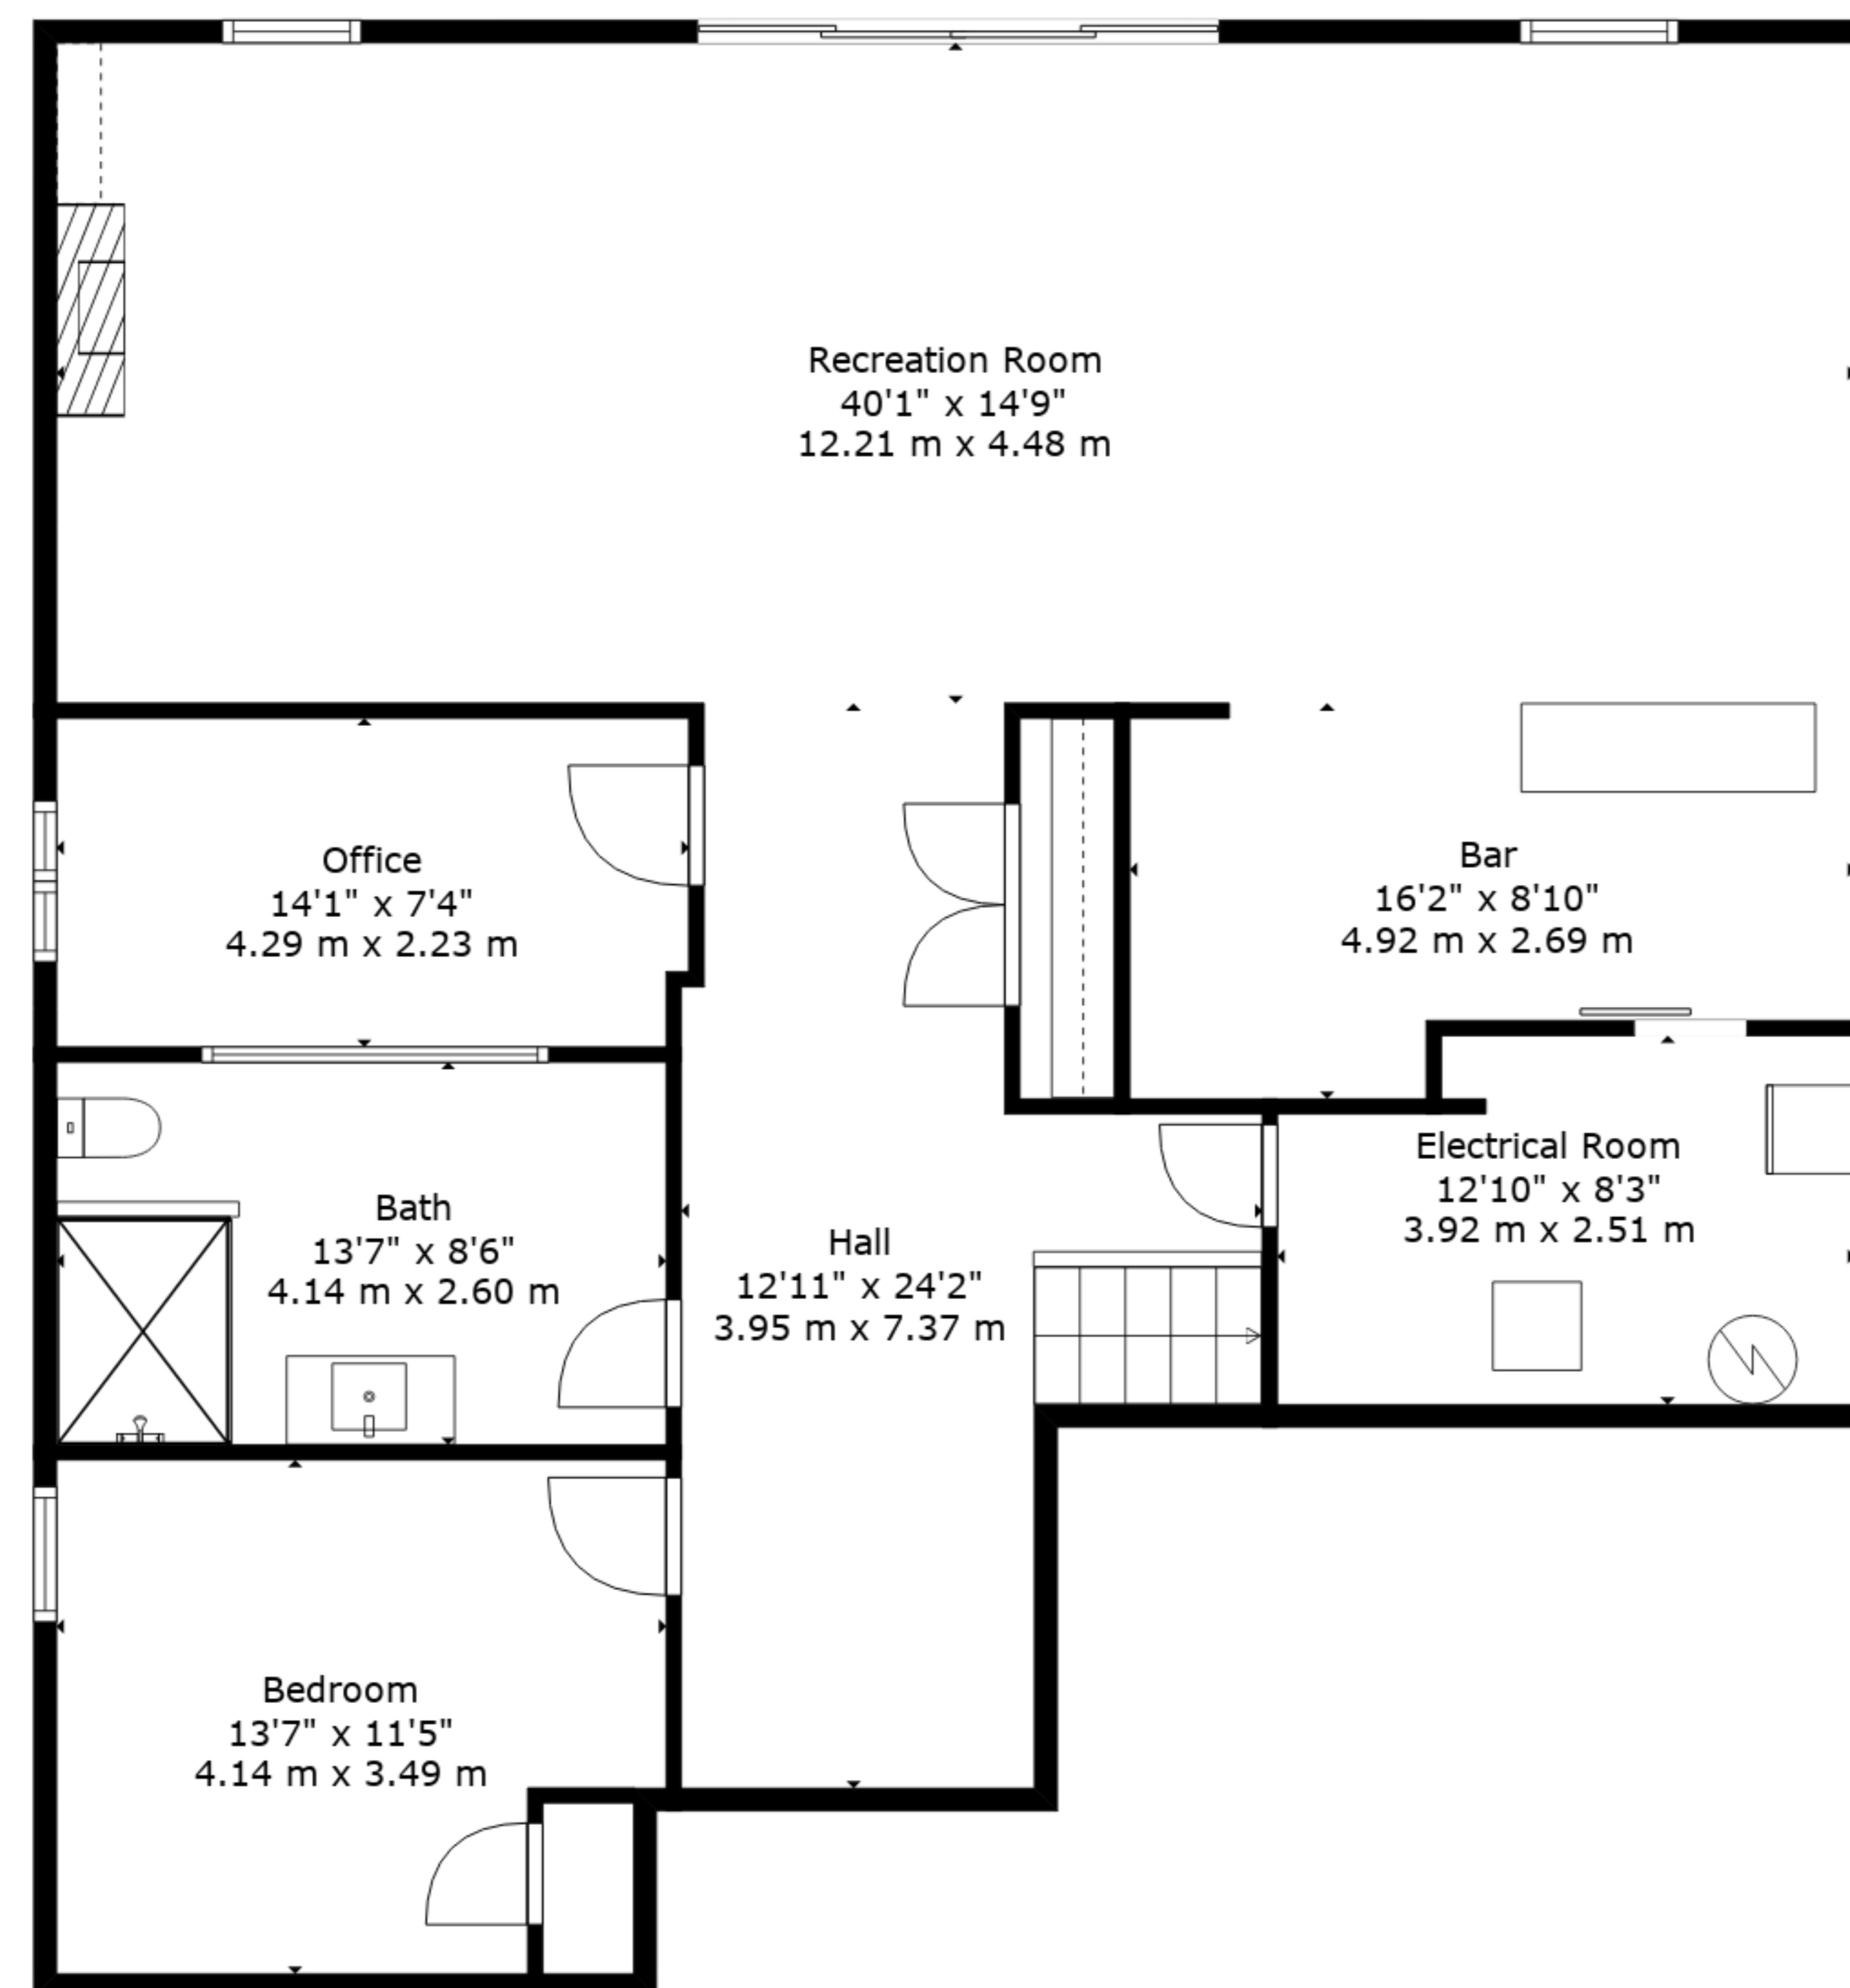 Recreation Room
40'1" x 14'9"
12.21 m x 4.48 m
Office
14'1" x 7'4"
4.29 m x 2.23 m
Bar
16'2" x 8'10"
4.92 m x 2.69 m
Electrical Room
12'10" x 8'3"
3.92 m x 2.51 m
Bath
13'7" x 8'6"
4.14 m x 2.60 m
Hall
12'11" x 24'2"
3.95 m x 7.37 m
Bedroom
13'7" x 11'5"
4.14 m x 3.49 m